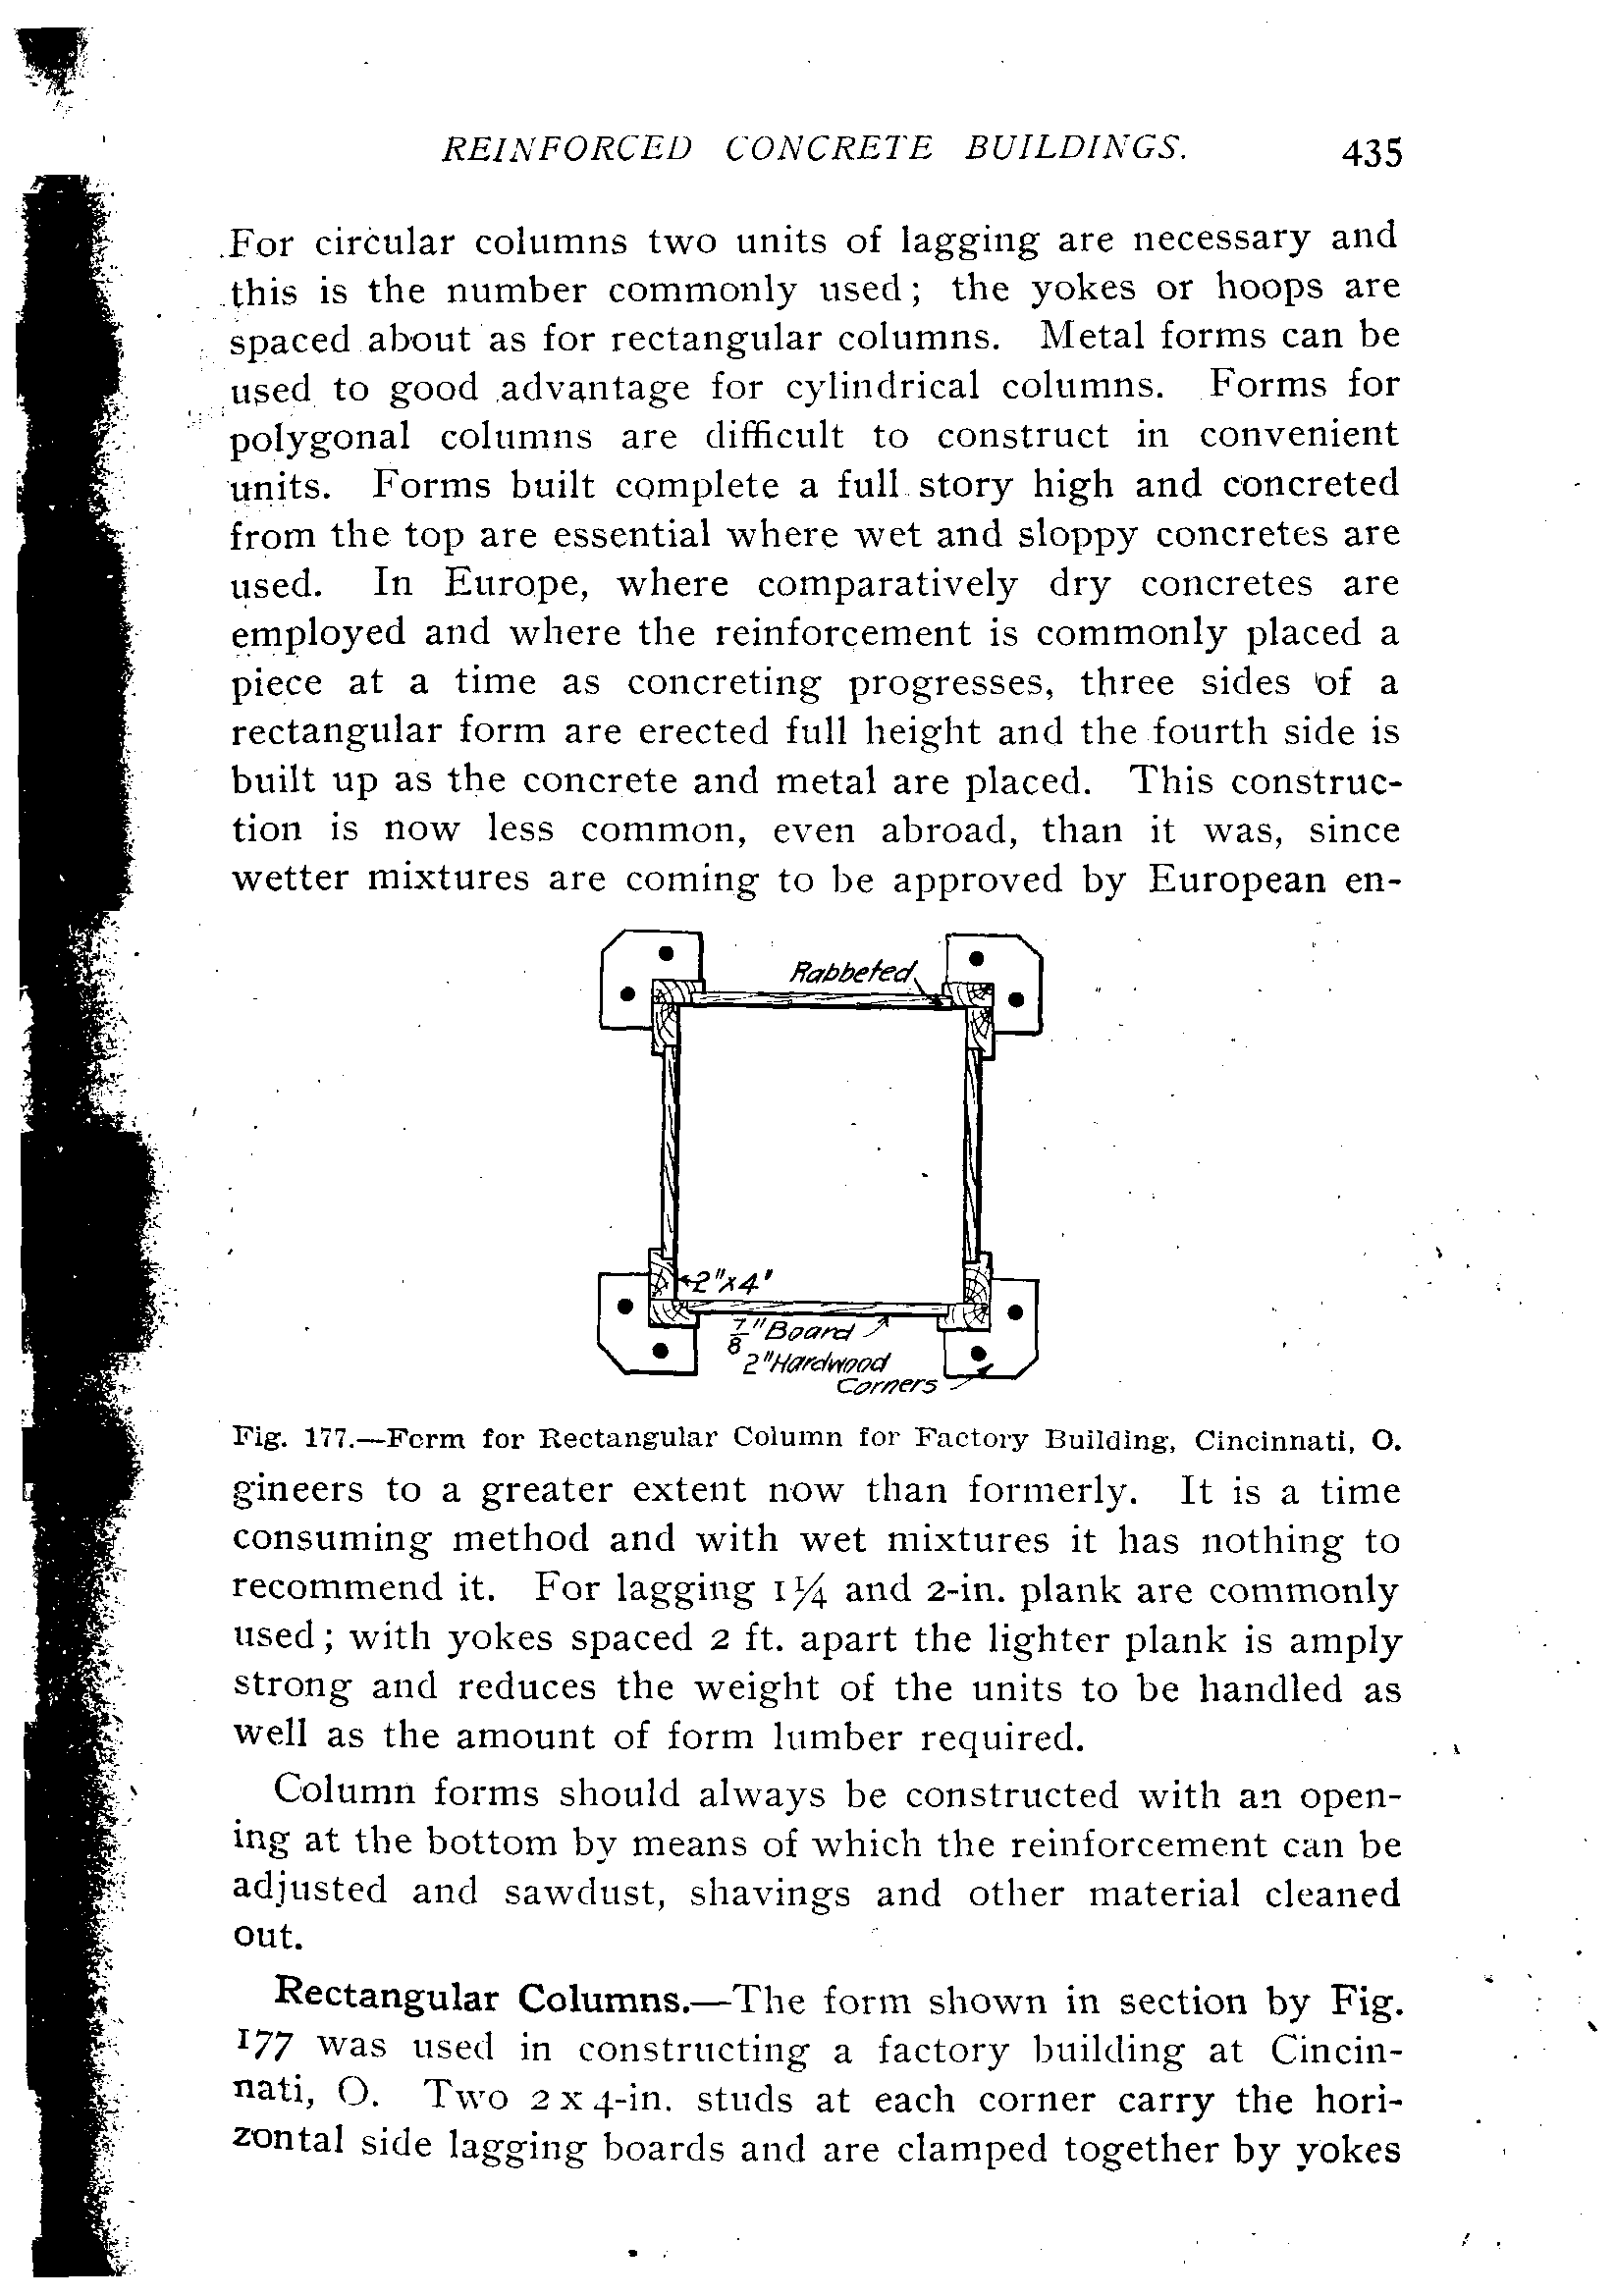 REINFORCED CONCRETE BUILDINGS. 435
For circular columns two units of lagging are necessary and
this is the number commonly used; the yokes or hoops are
spaced about as for rectangular columns. Metal forms can be
used to good advantage for cylindrical columns. Forms for
polygonal columns are difficult to construct in convenient
units. Forms built complete a full story high and concreted
from the top are essential where wet and sloppy concretes are
used. In Europe, where comparatively dry concretes are
employed and where the reinforcement is commonly placed a
piece at a time as concreting progresses, three sides of a
rectangular form are erected full height and the fourth side is
built up as the concrete and metal are placed. This construc-
tion is now less common, even abroad, than it was, since
wetter mixtures are coming to be approved by European en-
Rabbeted
2"x4"
7/8" Board
2" Hardwood
Corners
Fig. 177.—Form for Rectangular Column for Factory Building, Cincinnati, O.
gineers to a greater extent now than formerly. It is a time
consuming method and with wet mixtures it has nothing to
recommend it. For lagging 1¼ and 2-in. plank are commonly
used; with yokes spaced 2 ft. apart the lighter plank is amply
strong and reduces the weight of the units to be handled as
well as the amount of form lumber required.
Column forms should always be constructed with an open-
ing at the bottom by means of which the reinforcement can be
adjusted and sawdust, shavings and other material cleaned
out.
Rectangular Columns.—The form shown in section by Fig.
177 was used in constructing a factory building at Cincin-
nati, O. Two 2 x 4-in. studs at each corner carry the hori-
zontal side lagging boards and are clamped together by yokes